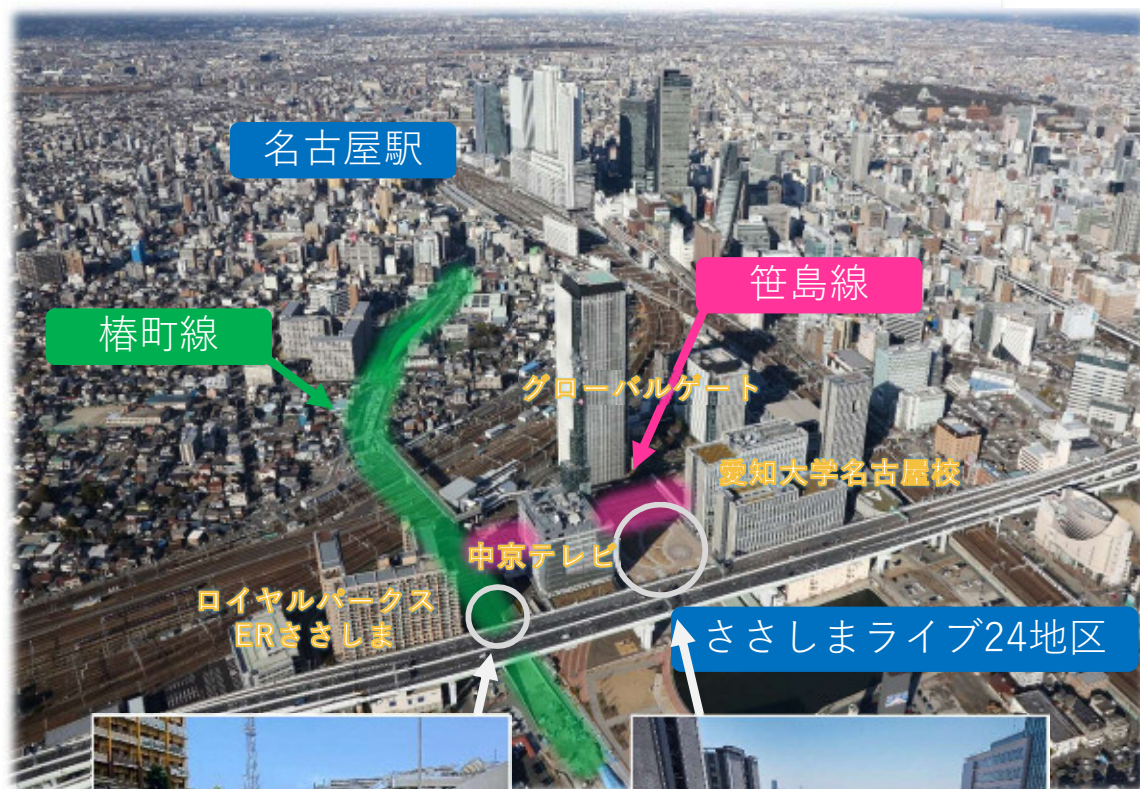 名古屋駅
笹島線
椿町線
グローバルゲート
愛知大学名古屋校
中京テレビ
ロイヤルパークス
ERささしま
ささしまライブ24地区